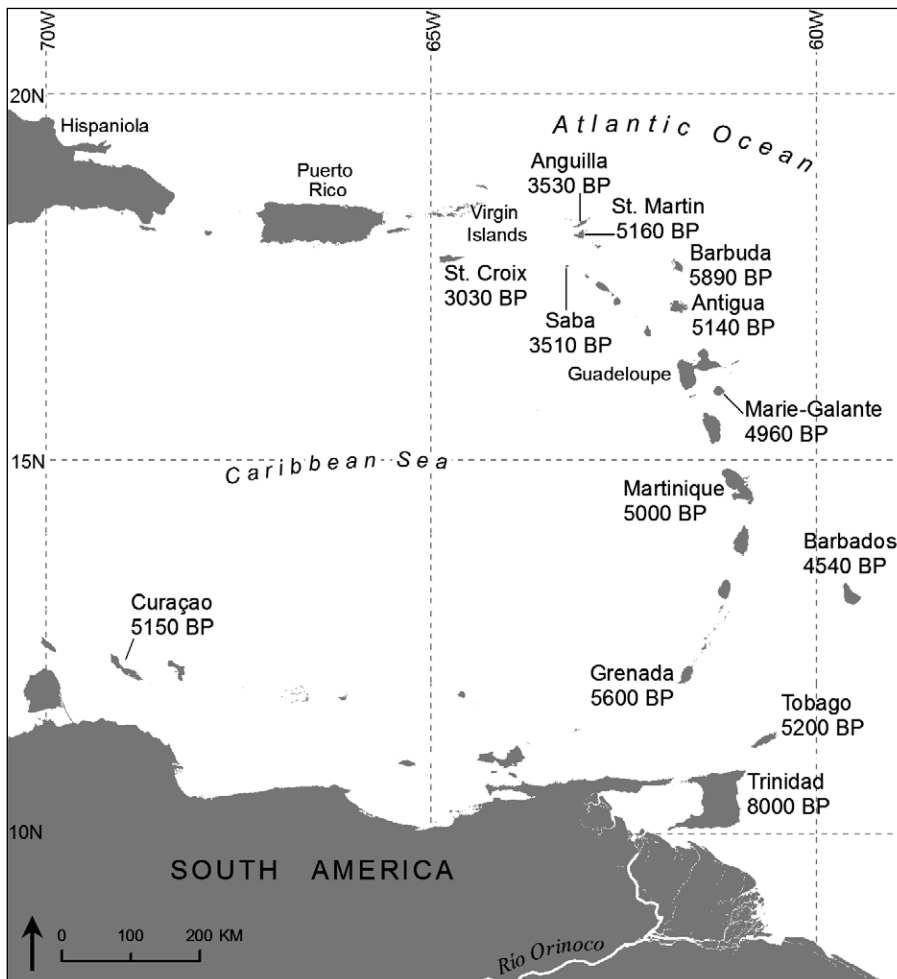 70W
65W
60W
20N
Hispaniola
Atlantic Ocean
Anguilla
3530 BP
Puerto
Rico
St. Martin
5160 BP
Virgin
Islands
Barbuda
5890 BP
St. Croix
3030 BP
Antigua
5140 BP
Saba
3510 BP
Guadeloupe
Marie-Galante
4960 BP
15N
Caribbean Sea
Martinique
5000 BP
Barbados
4540 BP
Curaçao
5150 BP
Grenada
5600 BP
Tobago
5200 BP
Trinidad
8000 BP
10N
SOUTH AMERICA
0 100 200 KM
Río Orinoco